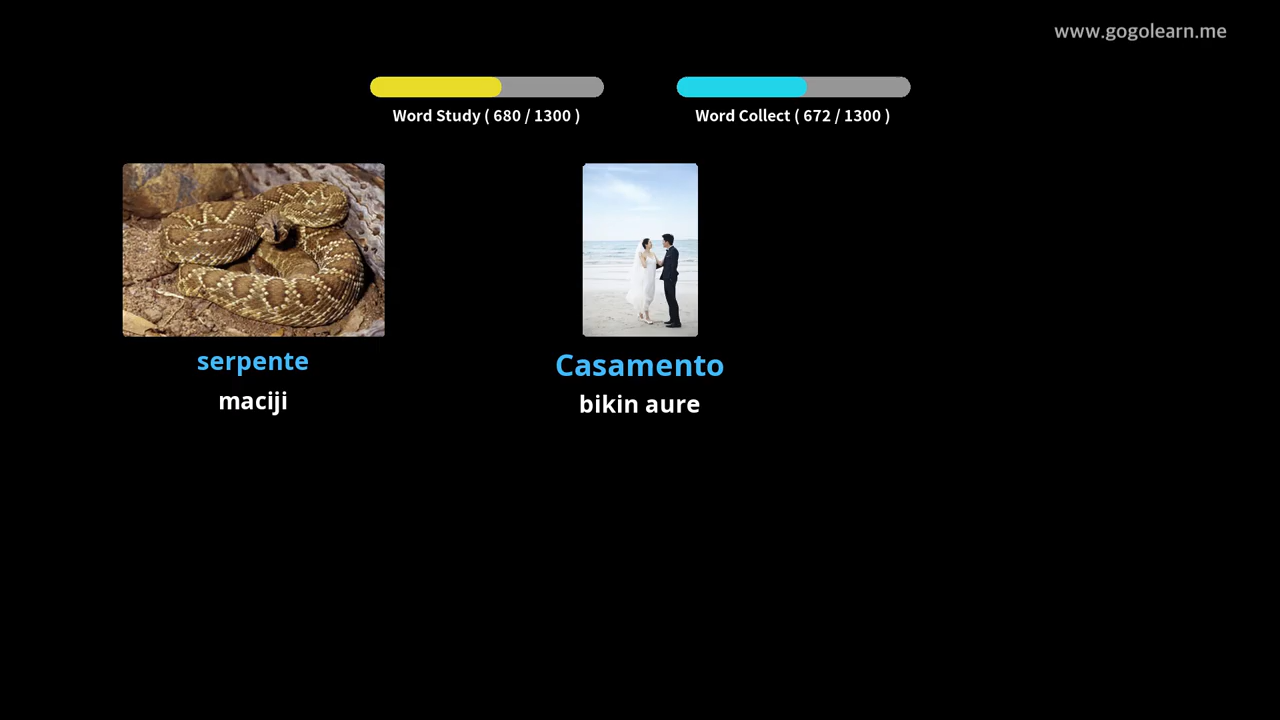 www.gogolearn.me
Word Study ( 680 / 1300 )
Word Collect ( 672 / 1300 )
serpente
maciji
Casamento
bikin aure